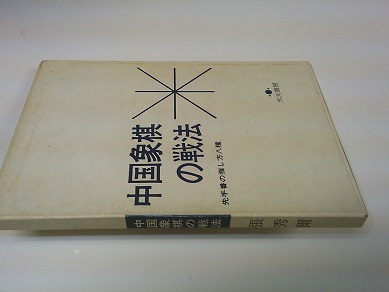 中国象棋
の戦法
先手番の指し方八種
中国象棋の戦法
張